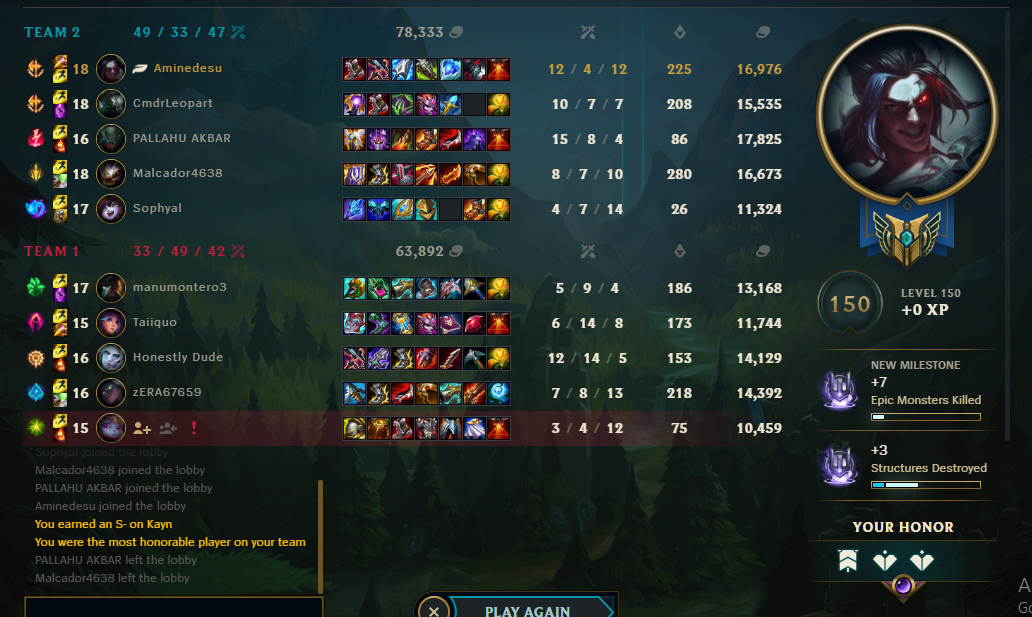 TEAM 2 49 / 33 / 47 78,333
18 Aminedesu 12 / 4 / 12 225 16,976
18 CmdrLeopart 10 / 7 / 7 208 15,535
16 PALLAHU AKBAR 15 / 8 / 4 86 17,825
18 Malcador4638 8 / 7 / 10 280 16,673
17 Sophyal 4 / 7 / 14 26 11,324
TEAM 1 33 / 49 / 42 63,892
17 manumontero3 5 / 9 / 4 186 13,168
15 Taiiquo 6 / 14 / 8 173 11,744
16 Honestly Dude 12 / 14 / 5 153 14,129
16 zERA67659 7 / 8 / 13 218 14,392
15 ! 3 / 4 / 12 75 10,459
Sophyal joined the lobby
Malcador4638 joined the lobby
PALLAHU AKBAR joined the lobby
Aminedesu joined the lobby
You earned an S- on Kayn
You were the most honorable player on your team
PALLAHU AKBAR left the lobby
Malcador4638 left the lobby
PLAY AGAIN
150
LEVEL 150
+0 XP
NEW MILESTONE
+7
Epic Monsters Killed
+3
Structures Destroyed
YOUR HONOR
A
Go